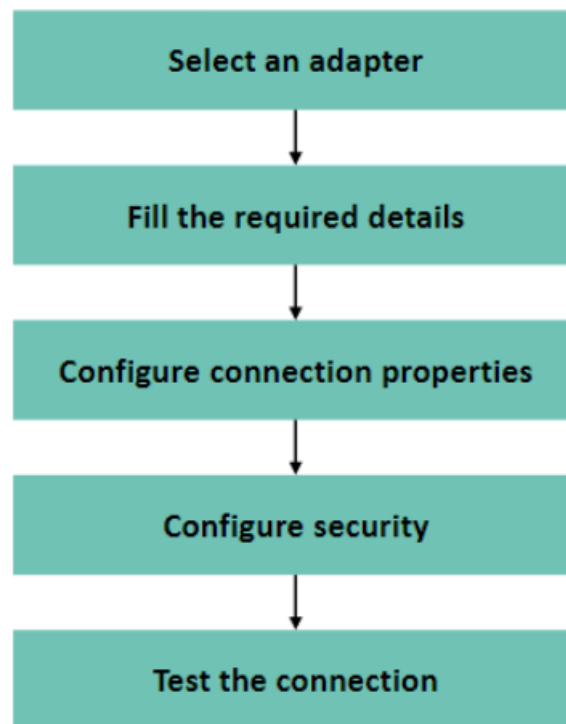 Select an adapter
Fill the required details
Configure connection properties
Configure security
Test the connection